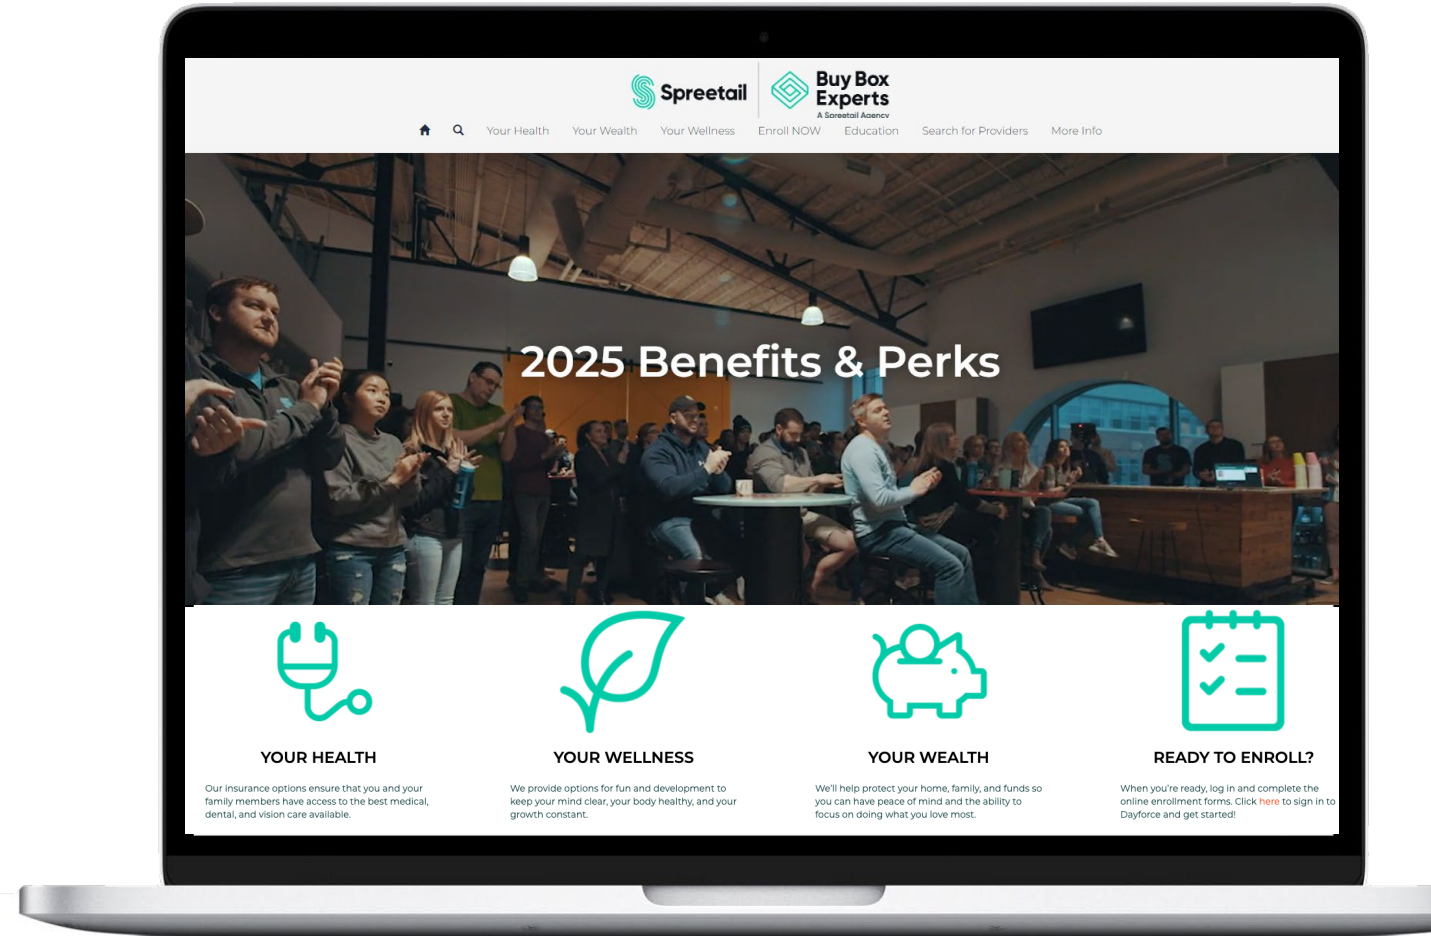 Spreetail
Buy Box
Experts
A Spreetail Agency
Your Health Your Wealth Your Wellness Enroll NOW Education Search for Providers More Info
2025 Benefits & Perks
YOUR HEALTH
Our insurance options ensure that you and your
family members have access to the best medical,
dental, and vision care available.
YOUR WELLNESS
We provide options for fun and development to
keep your mind clear, your body healthy, and your
growth constant.
YOUR WEALTH
We'll help protect your home, family, and funds so
you can have peace of mind and the ability to
focus on doing what you love most.
READY TO ENROLL?
When you're ready, log in and complete the
online enrollment forms. Click here to sign in to
Dayforce and get started!